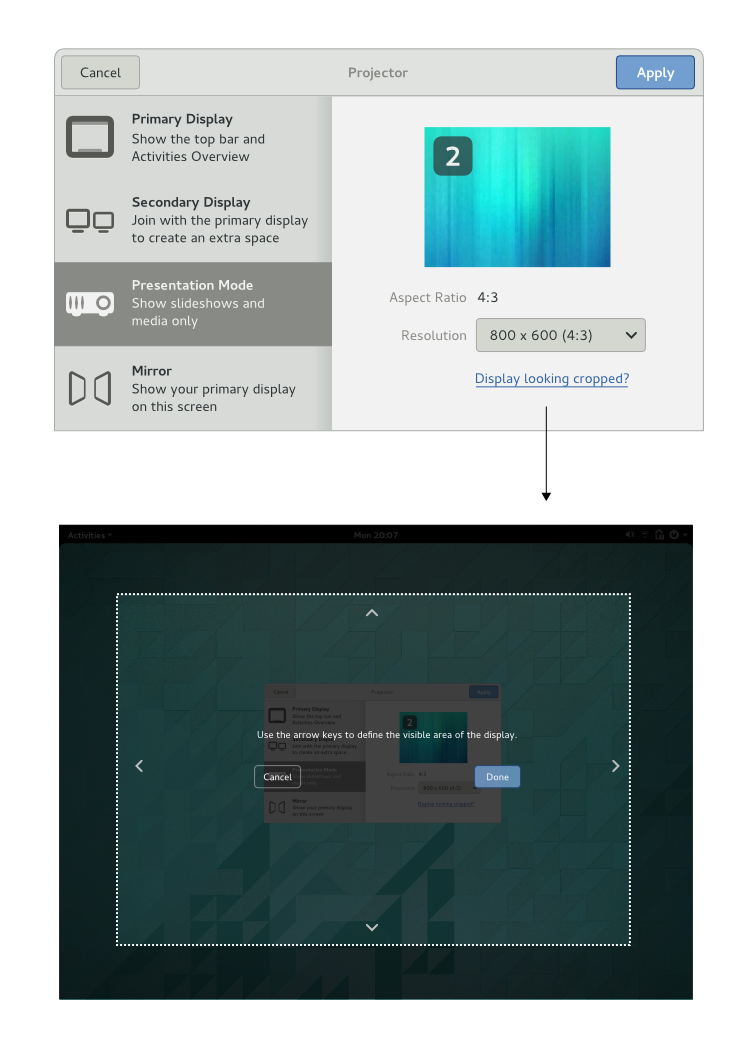 Cancel
Projector
Apply
Primary Display
Show the top bar and
Activities Overview
Secondary Display
Join with the primary display
to create an extra space
Presentation Mode
Show slideshows and
media only
Mirror
Show your primary display
on this screen
2
Aspect Ratio 4:3
Resolution 800 x 600 (4:3)
Display looking cropped?
Activities
Mon 20:07
Cancel
Projector
Apply
Primary Display
Show the top bar and
Activities Overview
2
Use the arrow keys to define the visible area of the display.
Join with the primary display
to create an extra space
Presentation Mode
Cancel
Done
Aspect Ratio 4:3
Resolution 800 x 600 (4:3)
Mirror
Show your primary display
on this screen
Display looking cropped?